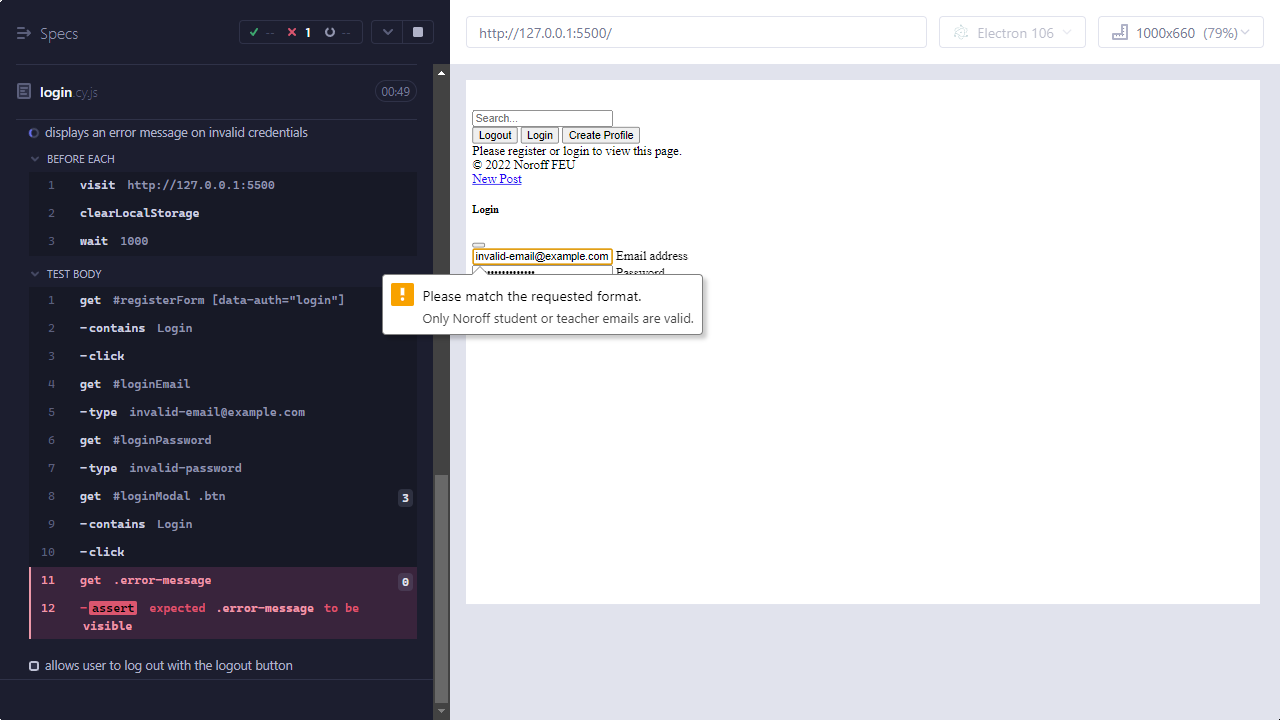 Specs
-- 1 --
login.cy.js 00:49
displays an error message on invalid credentials
BEFORE EACH
1 visit http://127.0.0.1:5500
2 clearLocalStorage
3 wait 1000
TEST BODY
1 get #registerForm [data-auth="login"]
2 -contains Login
3 -click
4 get #loginEmail
5 -type invalid-email@example.com
6 get #loginPassword
7 -type invalid-password
8 get #loginModal .btn 3
9 -contains Login
10 -click
11 get .error-message 0
12 -assert expected .error-message to be
visible
allows user to log out with the logout button
http://127.0.0.1:5500/
Electron 106
1000x660 (79%)
Search...
Logout Login Create Profile
Please register or login to view this page.
© 2022 Noroff FEU
New Post
Login
invalid-email@example.com Email address
Password
Please match the requested format.
Only Noroff student or teacher emails are valid.